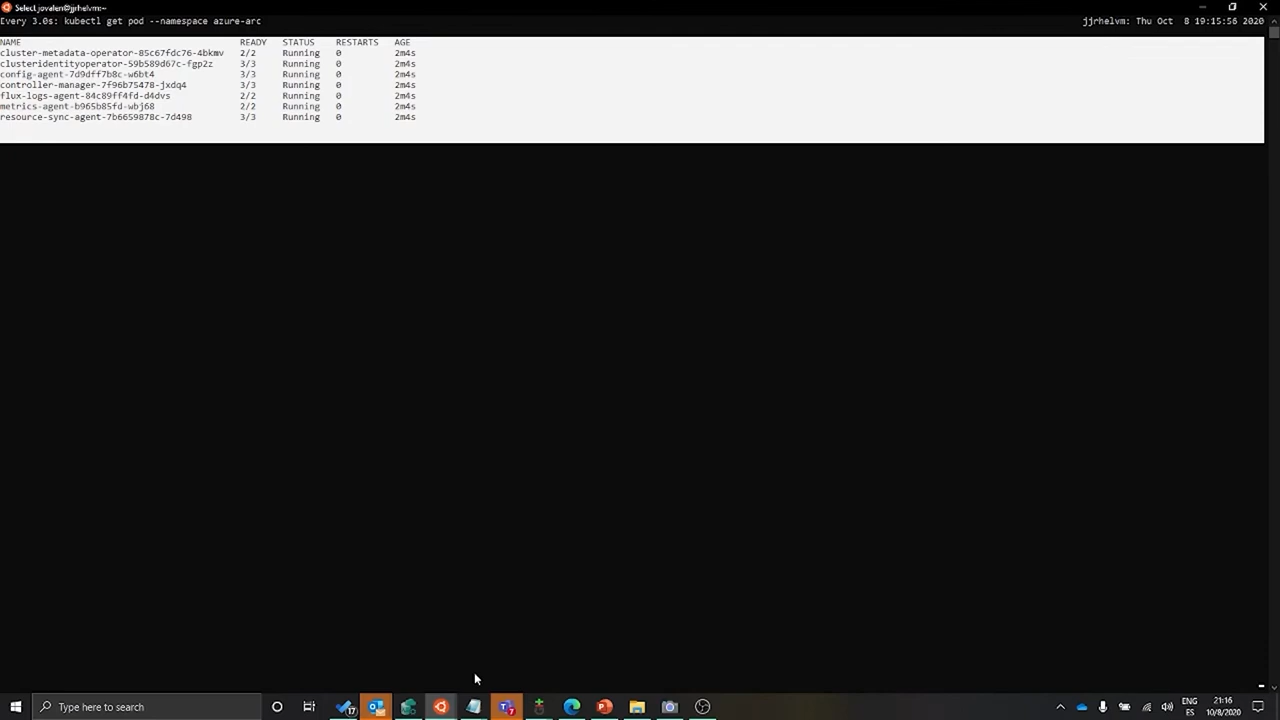 Select jovalen@jjrhelvm:~
Every 3.0s: kubectl get pod --namespace azure-arc jjrhelvm: Thu Oct 8 19:15:56 2020
NAME READY STATUS RESTARTS AGE
cluster-metadata-operator-85c67fdc76-4bkmv 2/2 Running 0 2m4s
clusteridentityoperator-59b589d67c-fgp2z 3/3 Running 0 2m4s
config-agent-7d9dff7b8c-w6bt4 3/3 Running 0 2m4s
controller-manager-7f96b75478-jxdq4 3/3 Running 0 2m4s
flux-logs-agent-84c89ff4fd-d4dvs 2/2 Running 0 2m4s
metrics-agent-b965b85fd-wbj68 2/2 Running 0 2m4s
resource-sync-agent-7b6659878c-7d498 3/3 Running 0 2m4s
Type here to search
17
7
ENG
ES
21:16
10/8/2020